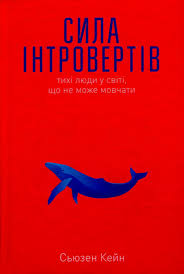 СИЛА
ІНТРОВЕРТІВ
тихі люди у світі,
що не може мовчати
Сьюзен Кейн